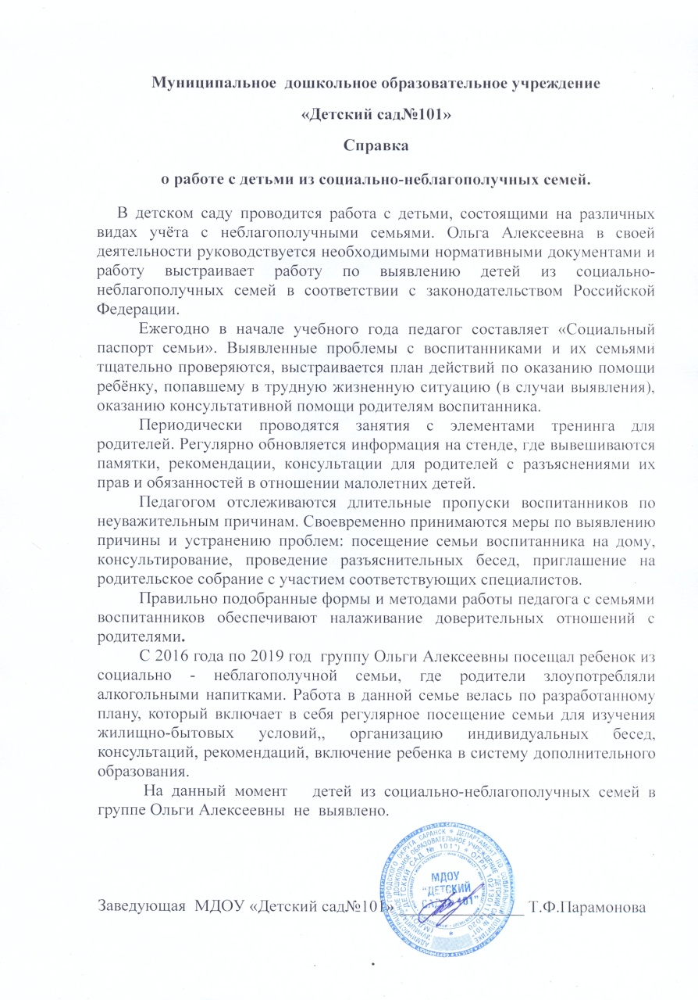 Муниципальное дошкольное образовательное учреждение
«Детский сад№101»
Справка
о работе с детьми из социально-неблагополучных семей.
В детском саду проводится работа с детьми, состоящими на различных
видах учёта с неблагополучными семьями. Ольга Алексеевна в своей
деятельности руководствуется необходимыми нормативными документами и
работу выстраивает работу по выявлению детей из социально-
неблагополучных семей в соответствии с законодательством Российской
Федерации.
Ежегодно в начале учебного года педагог составляет «Социальный
паспорт семьи». Выявленные проблемы с воспитанниками и их семьями
тщательно проверяются, выстраивается план действий по оказанию помощи
ребёнку, попавшему в трудную жизненную ситуацию (в случаи выявления),
оказанию консультативной помощи родителям воспитанника.
Периодически проводятся занятия с элементами тренинга для
родителей. Регулярно обновляется информация на стенде, где вывешиваются
памятки, рекомендации, консультации для родителей с разъяснениями их
прав и обязанностей в отношении малолетних детей.
Педагогом отслеживаются длительные пропуски воспитанников по
неуважительным причинам. Своевременно принимаются меры по выявлению
причины и устранению проблем: посещение семьи воспитанника на дому,
консультирование, проведение разъяснительных бесед, приглашение на
родительское собрание с участием соответствующих специалистов.
Правильно подобранные формы и методами работы педагога с семьями
воспитанников обеспечивают налаживание доверительных отношений с
родителями.
С 2016 года по 2019 год группу Ольги Алексеевны посещал ребенок из
социально - неблагополучной семьи, где родители злоупотребляли
алкогольными напитками. Работа в данной семье велась по разработанному
плану, который включает в себя регулярное посещение семьи для изучения
жилищно-бытовых условий,, организацию индивидуальных бесед,
консультаций, рекомендаций, включение ребенка в систему дополнительного
образования.
На данный момент детей из социально-неблагополучных семей в
группе Ольги Алексеевны не выявлено.
МДОУ
"ДЕТСКИЙ
САД № 101"
Заведующая МДОУ «Детский сад№101» ________________ Т.Ф.Парамонова